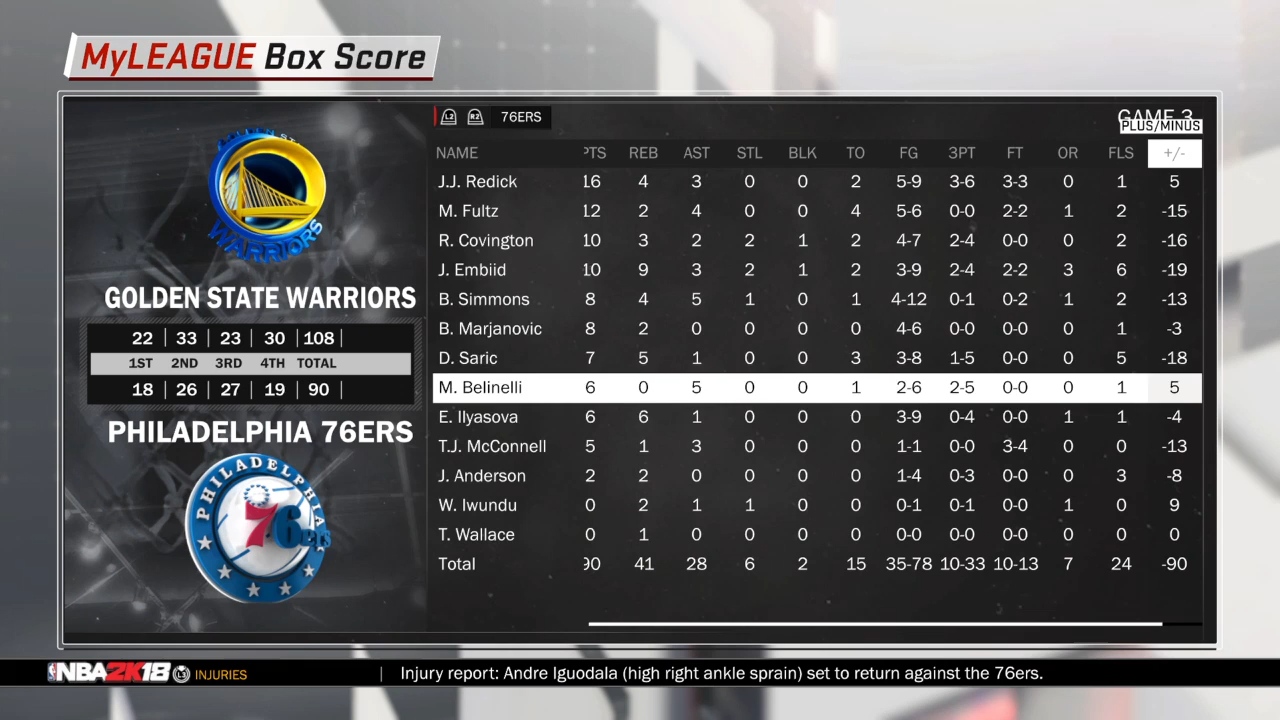 MyLEAGUE Box Score
GOLDEN STATE
WARRIORS
GOLDEN STATE WARRIORS
22 33 23 30 108
1ST 2ND 3RD 4TH TOTAL
18 26 27 19 90
PHILADELPHIA 76ERS
PHILADELPHIA
76ers
L2 R2 76ERS
GAME 3
PLUS/MINUS
NAME PTS REB AST STL BLK TO FG 3PT FT OR FLS +/-
J.J. Redick 16 4 3 0 0 2 5-9 3-6 3-3 0 1 5
M. Fultz 12 2 4 0 0 4 5-6 0-0 2-2 1 2 -15
R. Covington 10 3 2 2 1 2 4-7 2-4 0-0 0 2 -16
J. Embiid 10 9 3 2 1 2 3-9 2-4 2-2 3 6 -19
B. Simmons 8 4 5 1 0 1 4-12 0-1 0-2 1 2 -13
B. Marjanovic 8 2 0 0 0 0 4-6 0-0 0-0 0 1 -3
D. Saric 7 5 1 0 0 3 3-8 1-5 0-0 0 5 -18
M. Belinelli 6 0 5 0 0 1 2-6 2-5 0-0 0 1 5
E. Ilyasova 6 6 1 0 0 0 3-9 0-4 0-0 1 1 -4
T.J. McConnell 5 1 3 0 0 0 1-1 0-0 3-4 0 0 -13
J. Anderson 2 2 0 0 0 0 1-4 0-3 0-0 0 3 -8
W. Iwundu 0 2 1 1 0 0 0-1 0-1 0-0 1 0 9
T. Wallace 0 1 0 0 0 0 0-0 0-0 0-0 0 0 0
Total 90 41 28 6 2 15 35-78 10-33 10-13 7 24 -90
NBA2K18 INJURIES | Injury report: Andre Iguodala (high right ankle sprain) set to return against the 76ers.